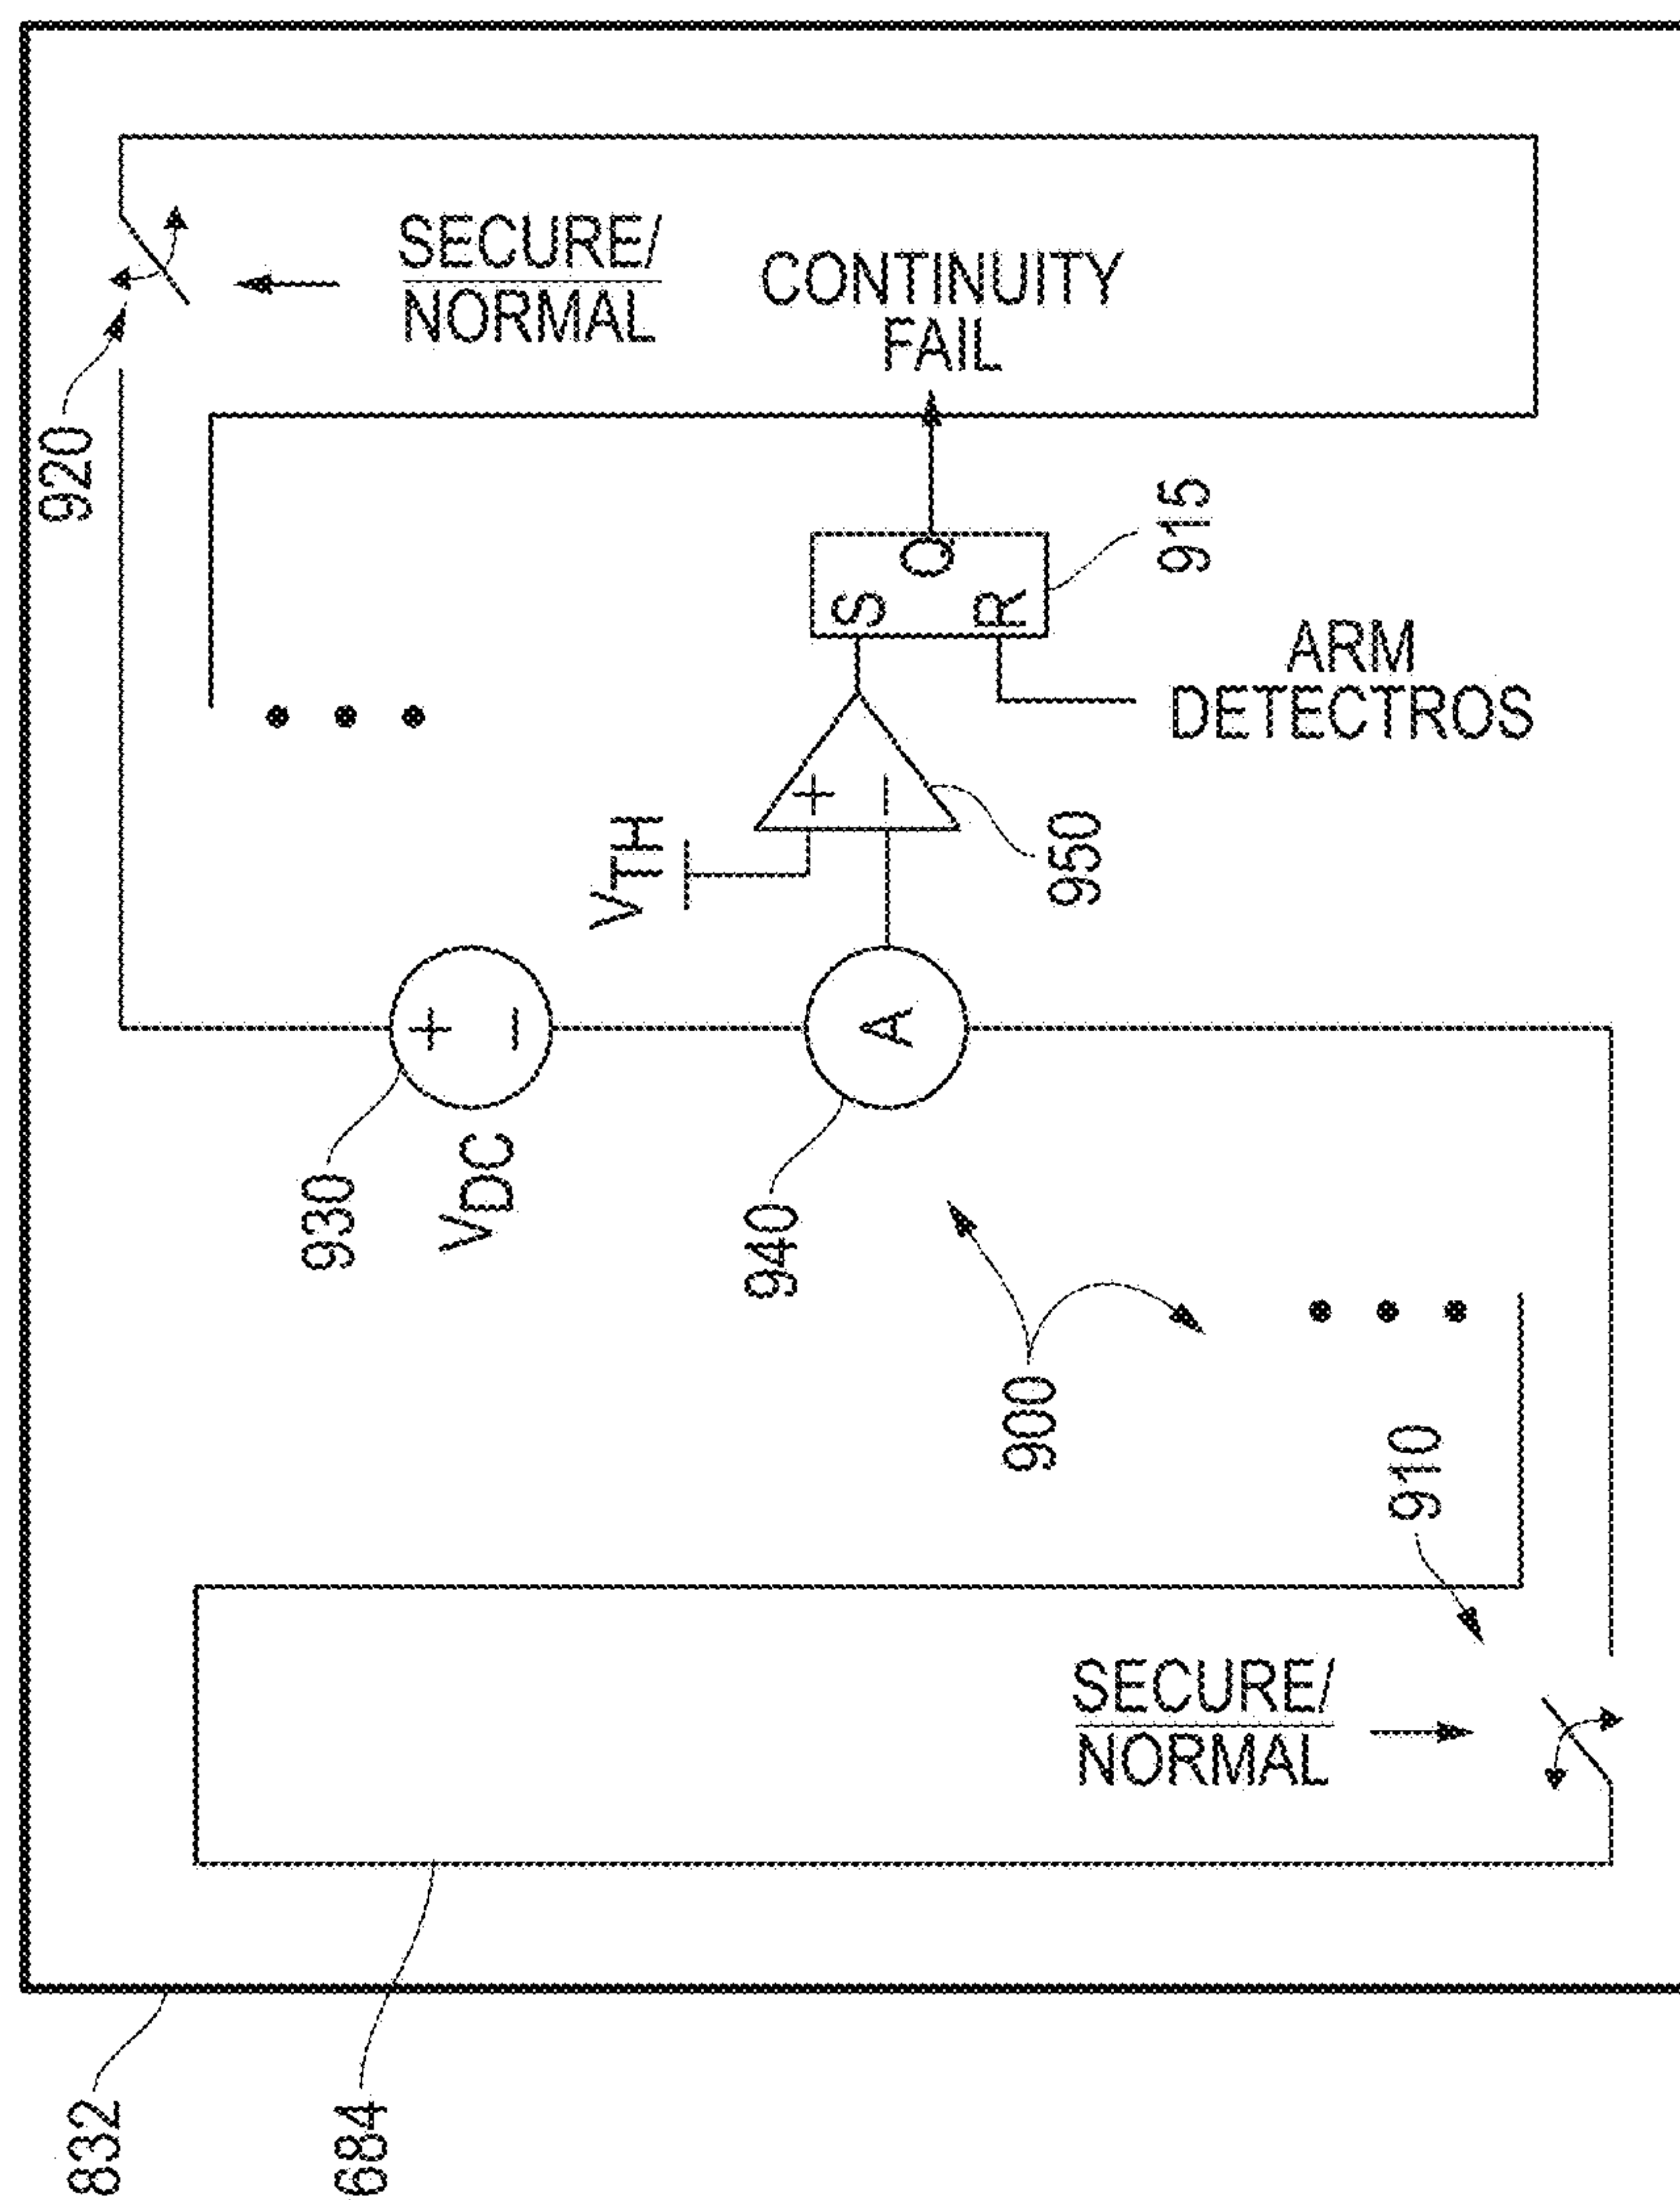 920
SECURE/
NORMAL
CONTINUITY
FAIL
S
Q
R
915
ARM
DETECTROS
VTH
+
−
950
+
−
930
VDC
A
940
900
910
SECURE/
NORMAL
832
684